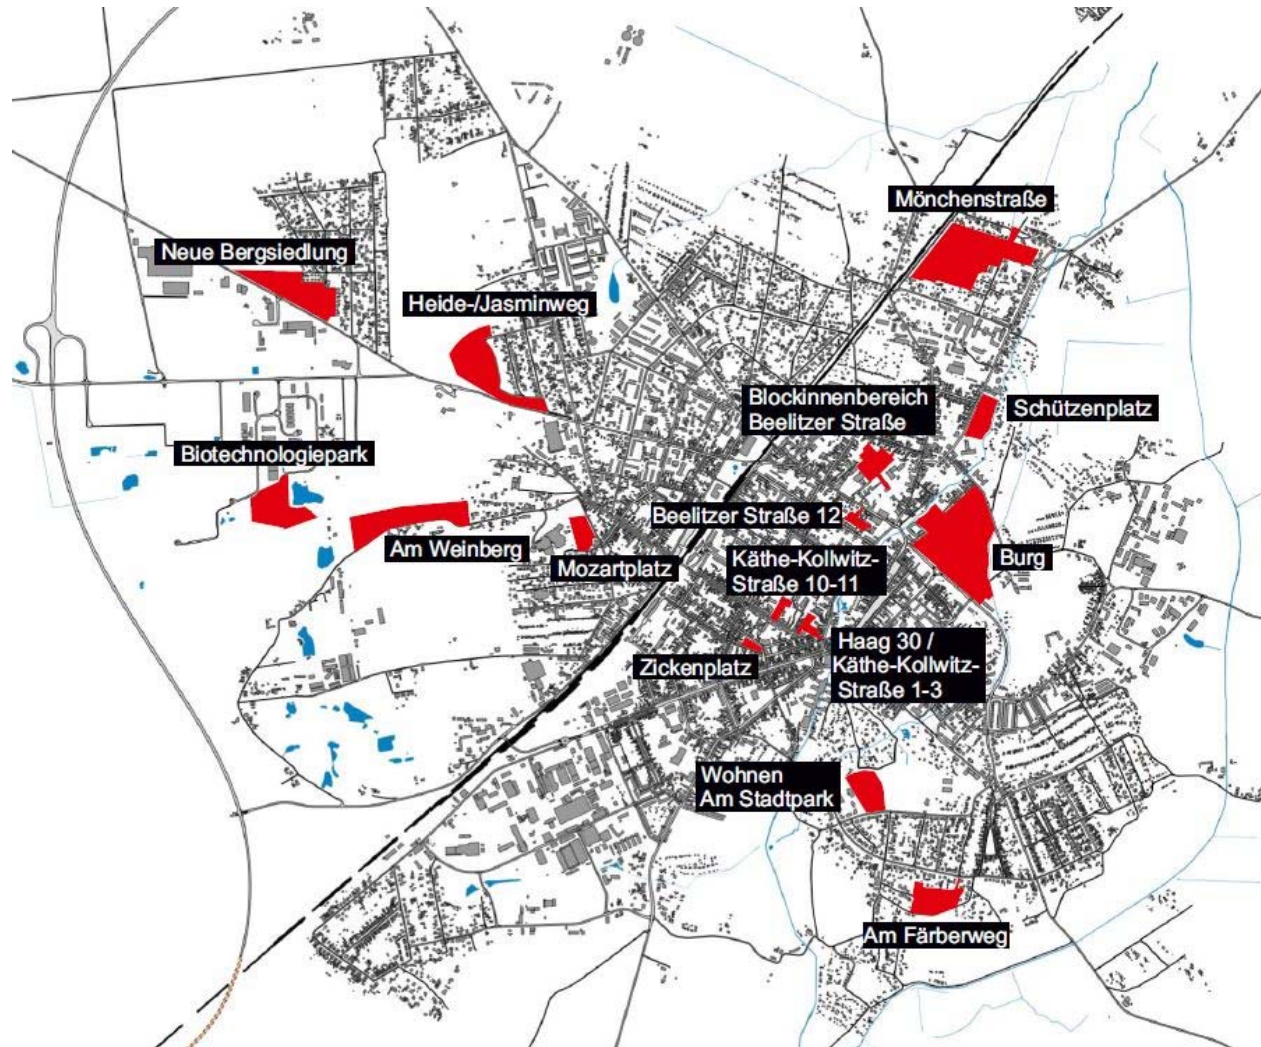 Mönchenstraße
Neue Bergsiedlung
Heide-/Jasminweg
Blockinnenbereich
Beelitzer Straße
Schützenplatz
Biotechnologiepark
Beelitzer Straße 12
Am Weinberg
Mozartplatz
Käthe-Kollwitz-
Straße 10-11
Burg
Zickenplatz
Haag 30 /
Käthe-Kollwitz-
Straße 1-3
Wohnen
Am Stadtpark
Am Färberweg